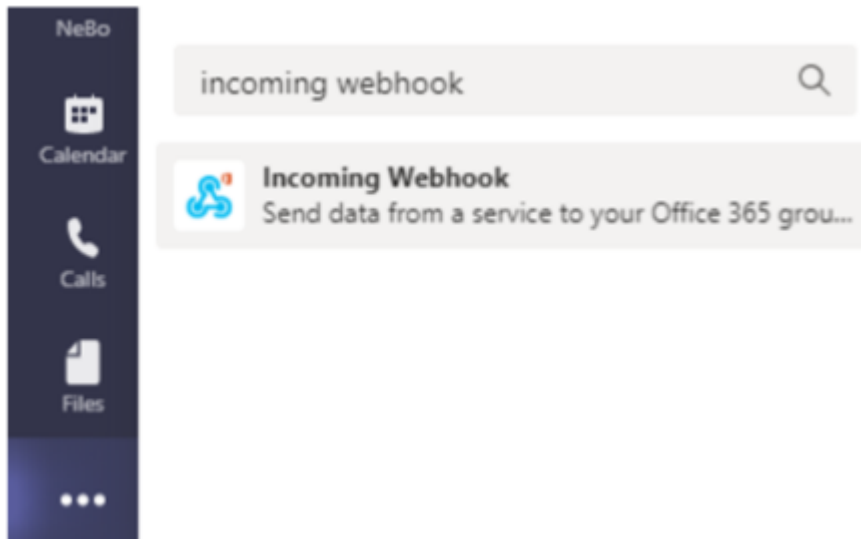 NeBo
Calendar
Calls
Files
incoming webhook
Incoming Webhook
Send data from a service to your Office 365 grou...